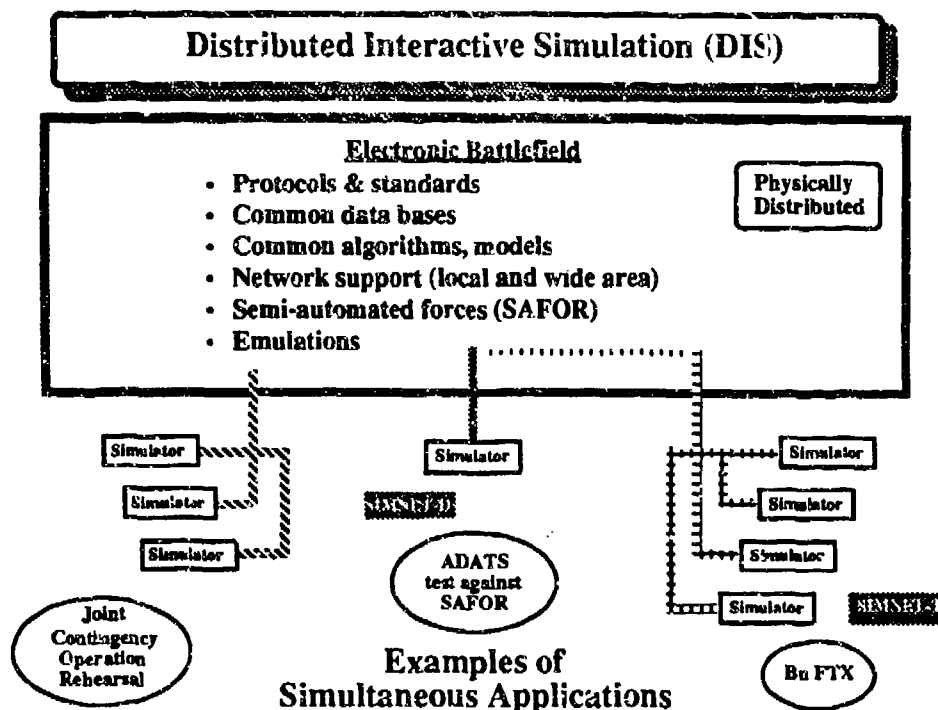 Distributed Interactive Simulation (DIS)
Electronic Battlefield
• Protocols & standards
• Common data bases
• Common algorithms, models
• Network support (local and wide area)
• Semi-automated forces (SAFOR)
• Emulations
Physically
Distributed
Simulator
Simulator
Simulator
Simulator
Simulator
Simulator
Simulator
Simulator
ADATS
test against
SAFOR
Joint
Contingency
Operation
Rehearsal
Bn FTX
Examples of
Simultaneous Applications